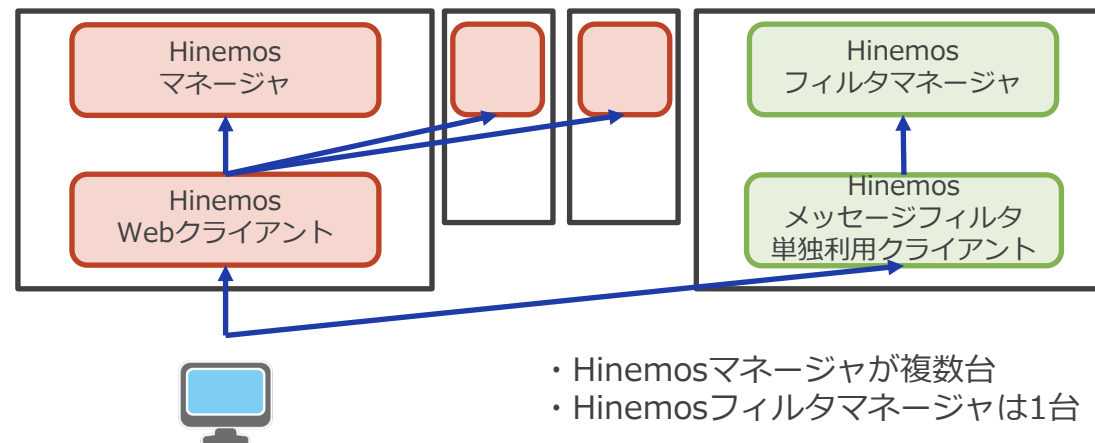 Hinemos
マネージャ
Hinemos
フィルタマネージャ
Hinemos
Webクライアント
Hinemos
メッセージフィルタ
単独利用クライアント
・Hinemosマネージャが複数台
・Hinemosフィルタマネージャは1台